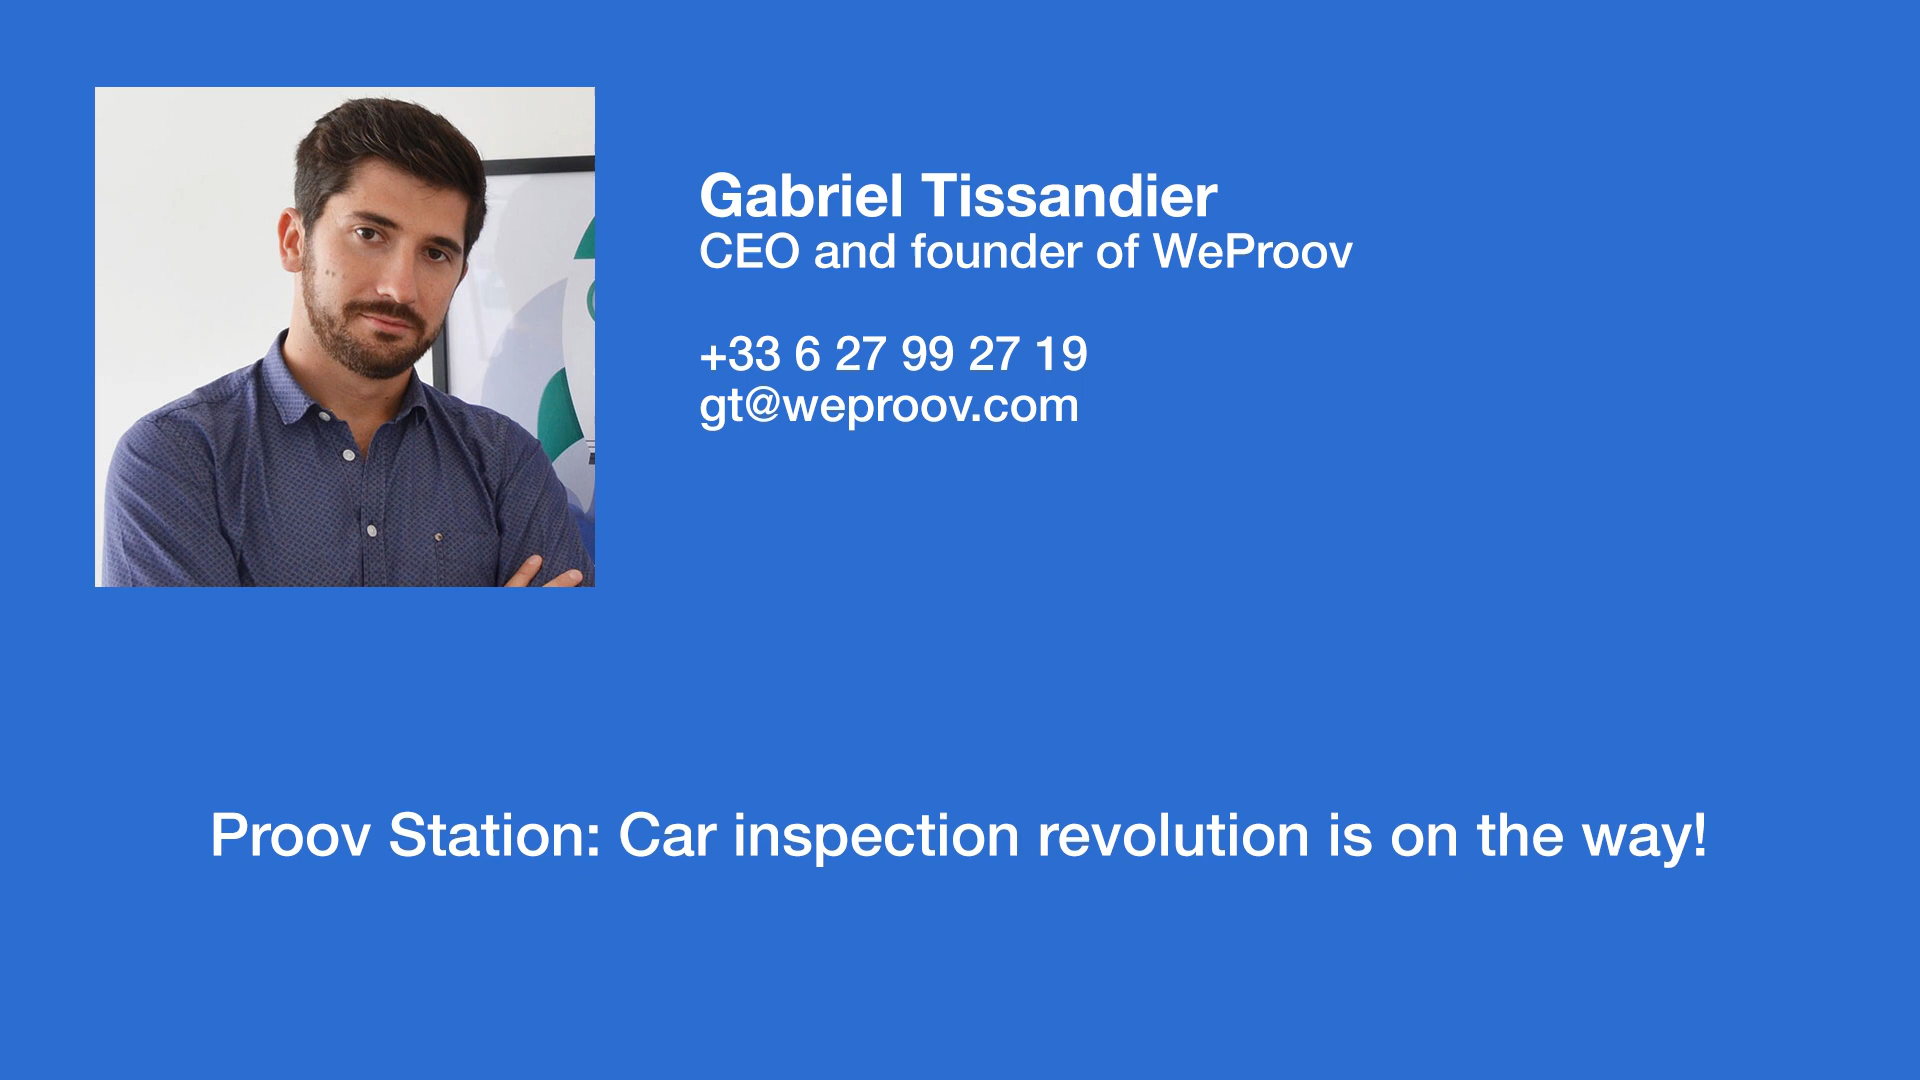 Gabriel Tissandier
CEO and founder of WeProov
+33 6 27 99 27 19
gt@weproov.com
Proov Station: Car inspection revolution is on the way!